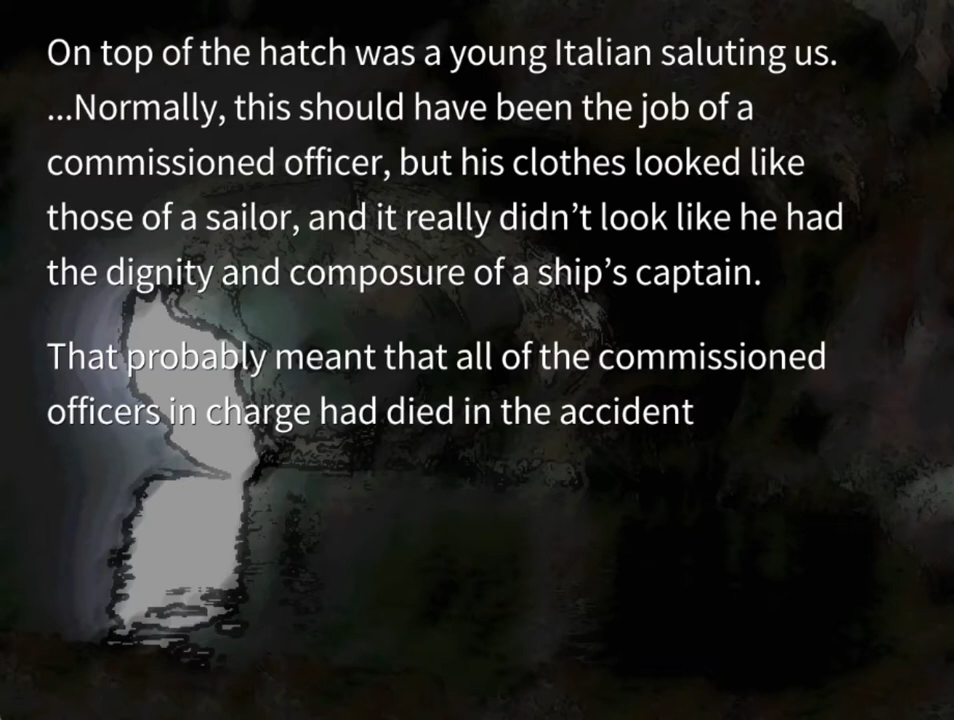 On top of the hatch was a young Italian saluting us.
...Normally, this should have been the job of a
commissioned officer, but his clothes looked like
those of a sailor, and it really didn’t look like he had
the dignity and composure of a ship’s captain.
That probably meant that all of the commissioned
officers in charge had died in the accident